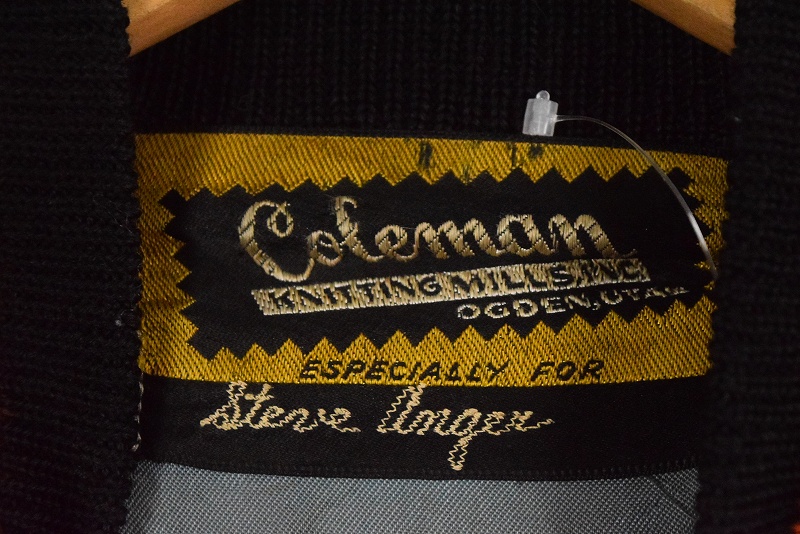 Coleman
KNITTING MILLS INC
OGDEN, UTAH
ESPECIALLY FOR
Steve Unger